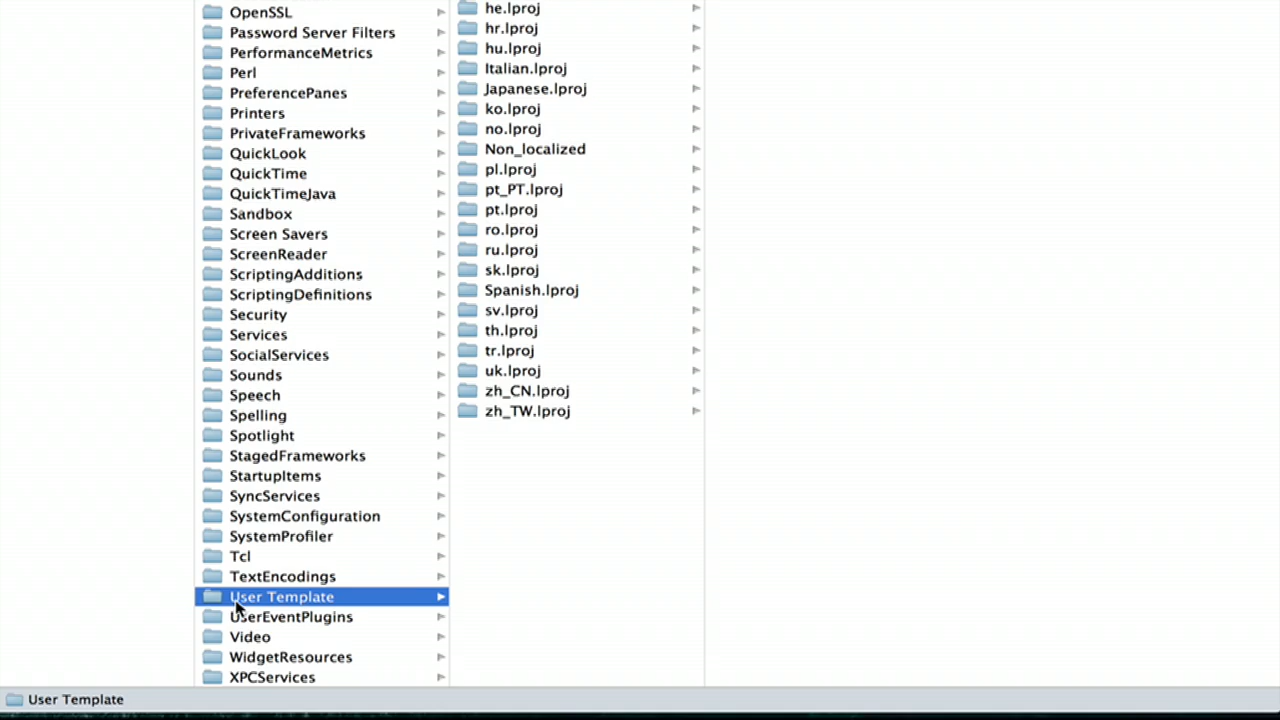 OpenSSL
Password Server Filters
PerformanceMetrics
Perl
PreferencePanes
Printers
PrivateFrameworks
QuickLook
QuickTime
QuickTimeJava
Sandbox
Screen Savers
ScreenReader
ScriptingAdditions
ScriptingDefinitions
Security
Services
SocialServices
Sounds
Speech
Spelling
Spotlight
StagedFrameworks
StartupItems
SyncServices
SystemConfiguration
SystemProfiler
Tcl
TextEncodings
User Template
UserEventPlugins
Video
WidgetResources
XPCServices
he.lproj
hr.lproj
hu.lproj
Italian.lproj
Japanese.lproj
ko.lproj
no.lproj
Non_localized
pl.lproj
pt_PT.lproj
pt.lproj
ro.lproj
ru.lproj
sk.lproj
Spanish.lproj
sv.lproj
th.lproj
tr.lproj
uk.lproj
zh_CN.lproj
zh_TW.lproj
User Template